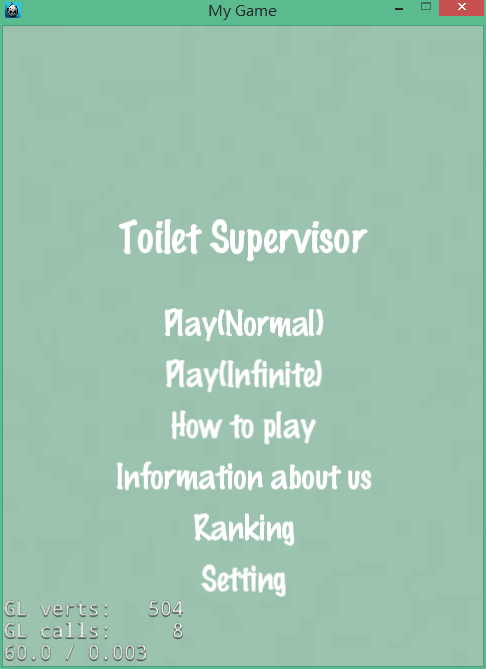 My Game
Toilet Supervisor
Play(Normal)
Play(Infinite)
How to play
Information about us
Ranking
Setting
GL verts: 504
GL calls: 8
60.0 / 0.003